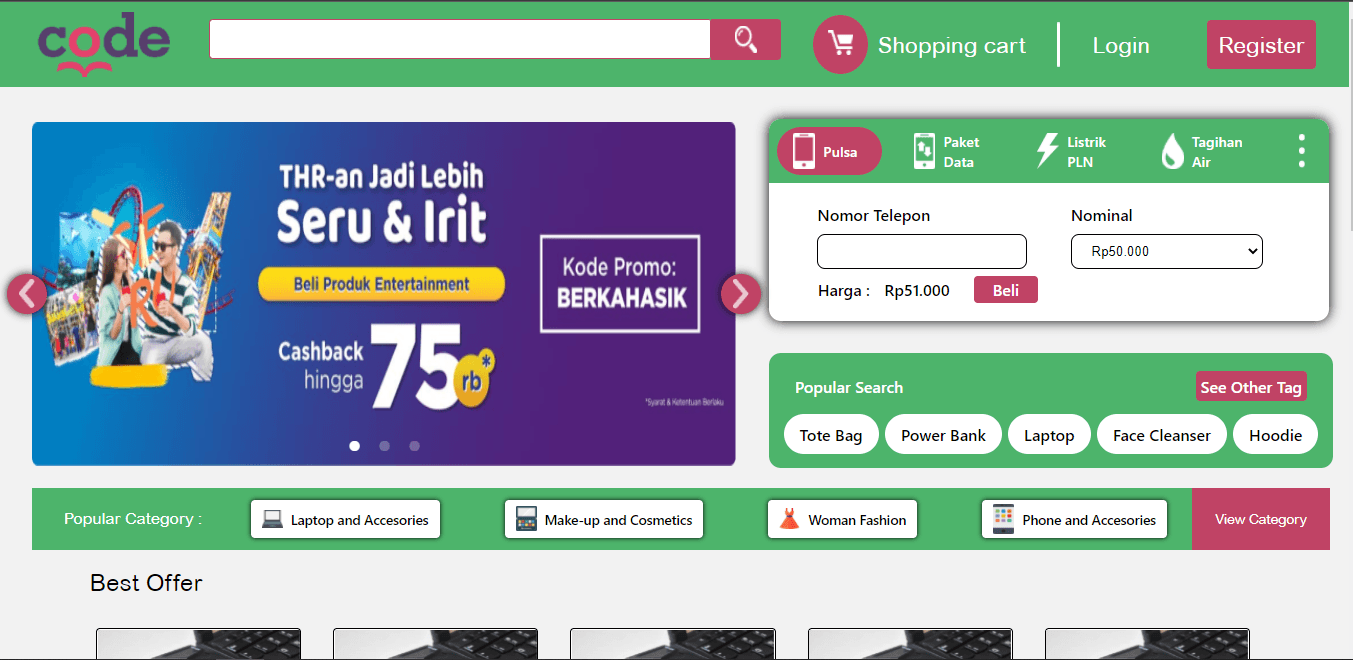 code
Shopping cart
Login
Register
THR-an Jadi Lebih
Seru & Irit
Beli Produk Entertainment
Cashback
hingga
75
rb*
Kode Promo:
BERKAHASIK
*Syarat & Ketentuan Berlaku
Pulsa
Paket
Data
Listrik
PLN
Tagihan
Air
Nomor Telepon
Nominal
Rp50.000
Harga : Rp51.000
Beli
Popular Search
See Other Tag
Tote Bag
Power Bank
Laptop
Face Cleanser
Hoodie
Popular Category :
Laptop and Accesories
Make-up and Cosmetics
Woman Fashion
Phone and Accesories
View Category
Best Offer